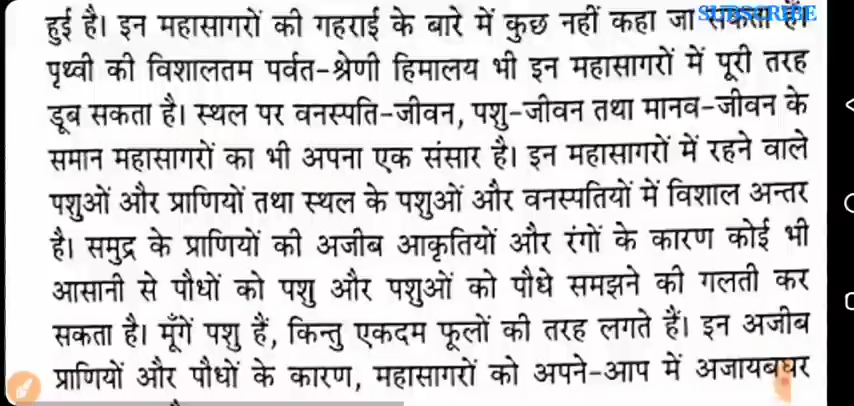 हुई है। इन महासागरों की गहराई के बारे में कुछ नहीं कहा जा सकता है।
SUBSCRIBE
पृथ्वी की विशालतम पर्वत-श्रेणी हिमालय भी इन महासागरों में पूरी तरह
डूब सकता है। स्थल पर वनस्पति-जीवन, पशु-जीवन तथा मानव-जीवन के
समान महासागरों का भी अपना एक संसार है। इन महासागरों में रहने वाले
पशुओं और प्राणियों तथा स्थल के पशुओं और वनस्पतियों में विशाल अन्तर
है। समुद्र के प्राणियों की अजीब आकृतियों और रंगों के कारण कोई भी
आसानी से पौधों को पशु और पशुओं को पौधे समझने की गलती कर
सकता है। मूँगें पशु हैं, किन्तु एकदम फूलों की तरह लगते हैं। इन अजीब
प्राणियों और पौधों के कारण, महासागरों को अपने-आप में अजायबघर